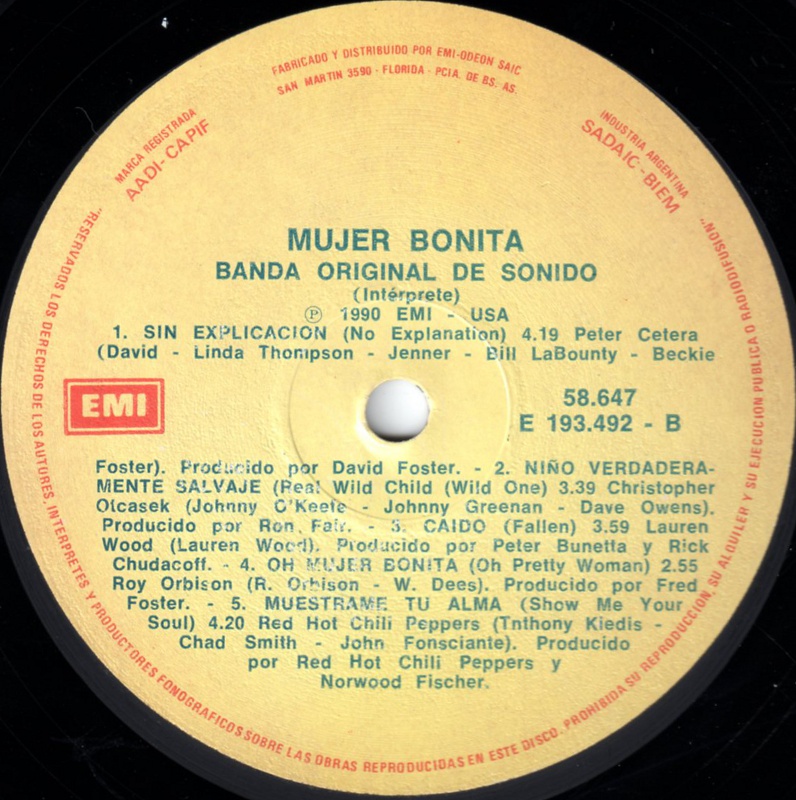 FABRICADO Y DISTRIBUIDO POR EMI-ODEON SAIC
SAN MARTIN 3590 - FLORIDA - PCIA. DE BS. AS.
MARCA REGISTRADA
AADI-CAPIF
INDUSTRIA ARGENTINA
SADAIC-BIEM
MUJER BONITA
BANDA ORIGINAL DE SONIDO
(Intérprete)
℗ 1990 EMI - USA
1. SIN EXPLICACION (No Explanation) 4.19 Peter Cetera
(David - Linda Thompson - Jenner - Bill LaBounty - Beckie
EMI
58.647
E 193.492 - B
Foster). Producido por David Foster. - 2. NIÑO VERDADERA-
MENTE SALVAJE (Real Wild Child (Wild One) 3.39 Christopher
Otcasek (Johnny O'Keefe - Johnny Greenan - Dave Owens).
Producido por Ron Fair. - 3. CAIDO (Fallen) 3.59 Lauren
Wood (Lauren Wood). Producido por Peter Bunetta y Rick
Chudacoff. - 4. OH MUJER BONITA (Oh Pretty Woman) 2.55
Roy Orbison (R. Orbison - W. Dees). Producido por Fred
Foster. - 5. MUESTRAME TU ALMA (Show Me Your
Soul) 4.20 Red Hot Chili Peppers (Tnthony Kiedis -
Chad Smith - John Fonsciante). Producido
por Red Hot Chili Peppers y
Norwood Fischer.
"RESERVADOS LOS DERECHOS DE LOS AUTORES, INTERPRETES Y PRODUCTORES FONOGRAFICOS SOBRE LAS OBRAS REPRODUCIDAS EN ESTE DISCO. PROHIBIDA SU REPRODUCCION, SU ALQUILER Y SU EJECUCION PUBLICA O RADIODIFUSION"